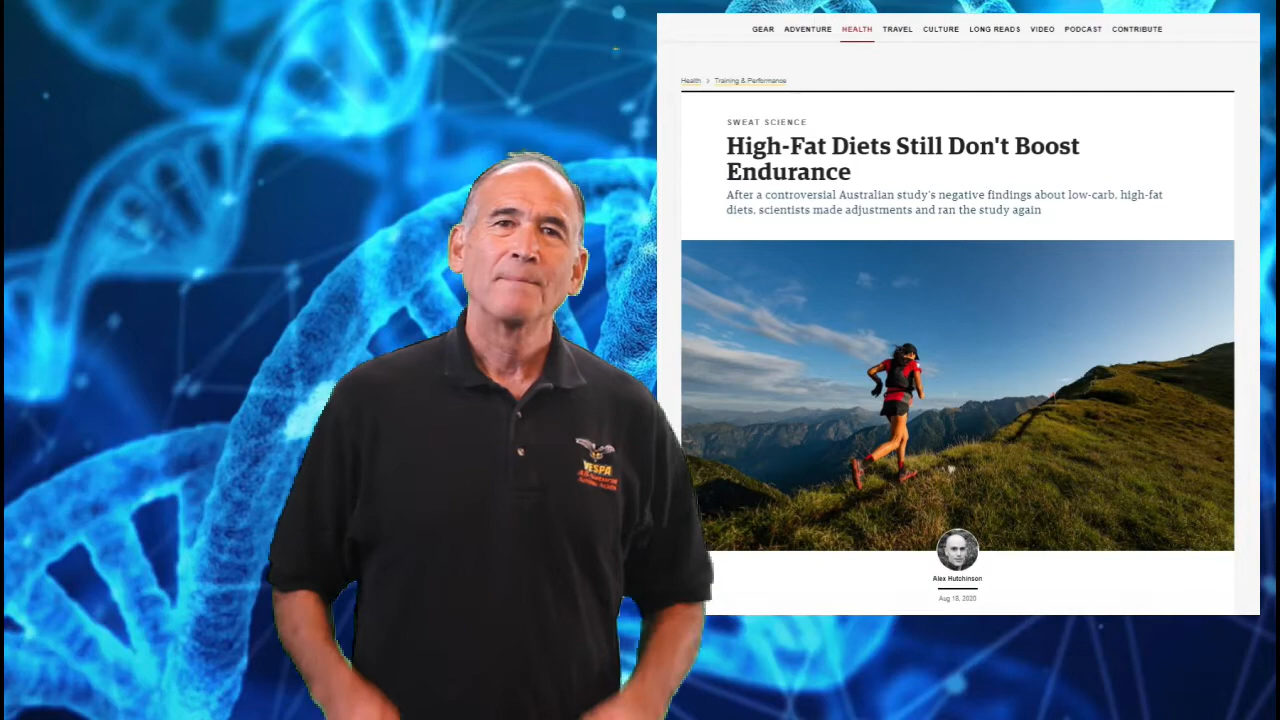 GEAR ADVENTURE HEALTH TRAVEL CULTURE LONG READS VIDEO PODCAST CONTRIBUTE
Health > Training & Performance
SWEAT SCIENCE
High-Fat Diets Still Don't Boost
Endurance
After a controversial Australian study's negative findings about low-carb, high-fat
diets, scientists made adjustments and ran the study again
VESPA
Alex Hutchinson
Aug 18, 2020